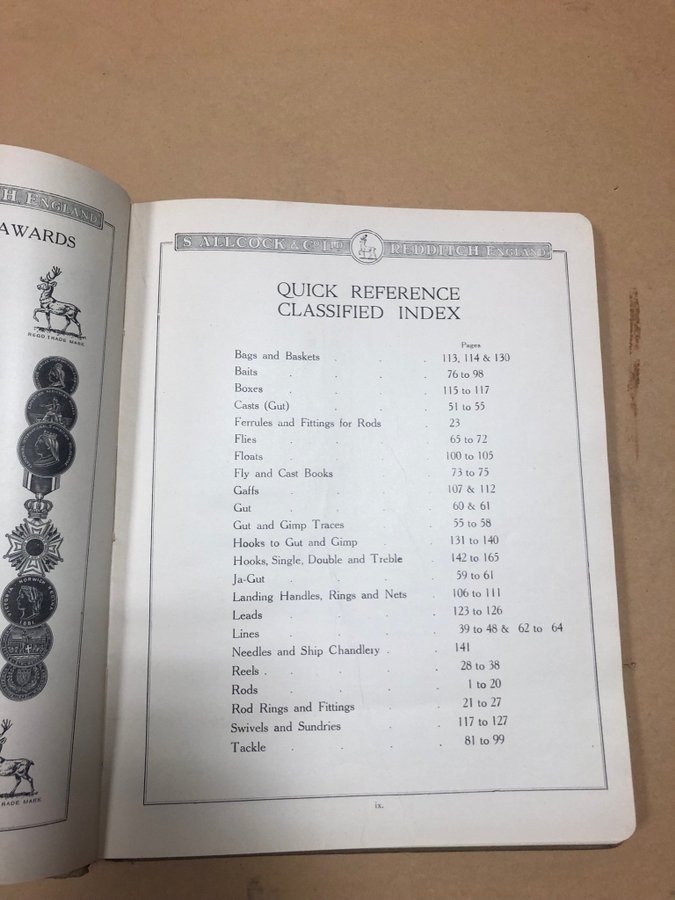 H, ENGLAND
AWARDS
REGD TRADE MARK
NORWICH
1881
TRADE MARK
S. ALLCOCK & CO. LTD. REDDITCH, ENGLAND.
QUICK REFERENCE
CLASSIFIED INDEX
Pages
Bags and Baskets . . . 113, 114 & 130
Baits . . . . 76 to 98
Boxes . . . . 115 to 117
Casts (Gut) . . . 51 to 55
Ferrules and Fittings for Rods . 23
Flies . . . . 65 to 72
Floats . . . . 100 to 105
Fly and Cast Books . . 73 to 75
Gaffs . . . . 107 & 112
Gut . . . . 60 & 61
Gut and Gimp Traces . . 55 to 58
Hooks to Gut and Gimp . . 131 to 140
Hooks, Single, Double and Treble . 142 to 165
Ja-Gut . . . . 59 to 61
Landing Handles, Rings and Nets . 106 to 111
Leads . . . . 123 to 126
Lines . . . . 39 to 48 & 62 to 64
Needles and Ship Chandlery . . 141
Reels . . . . 28 to 38
Rods . . . . 1 to 20
Rod Rings and Fittings . . 21 to 27
Swivels and Sundries . . 117 to 127
Tackle . . . . 81 to 99
ix.